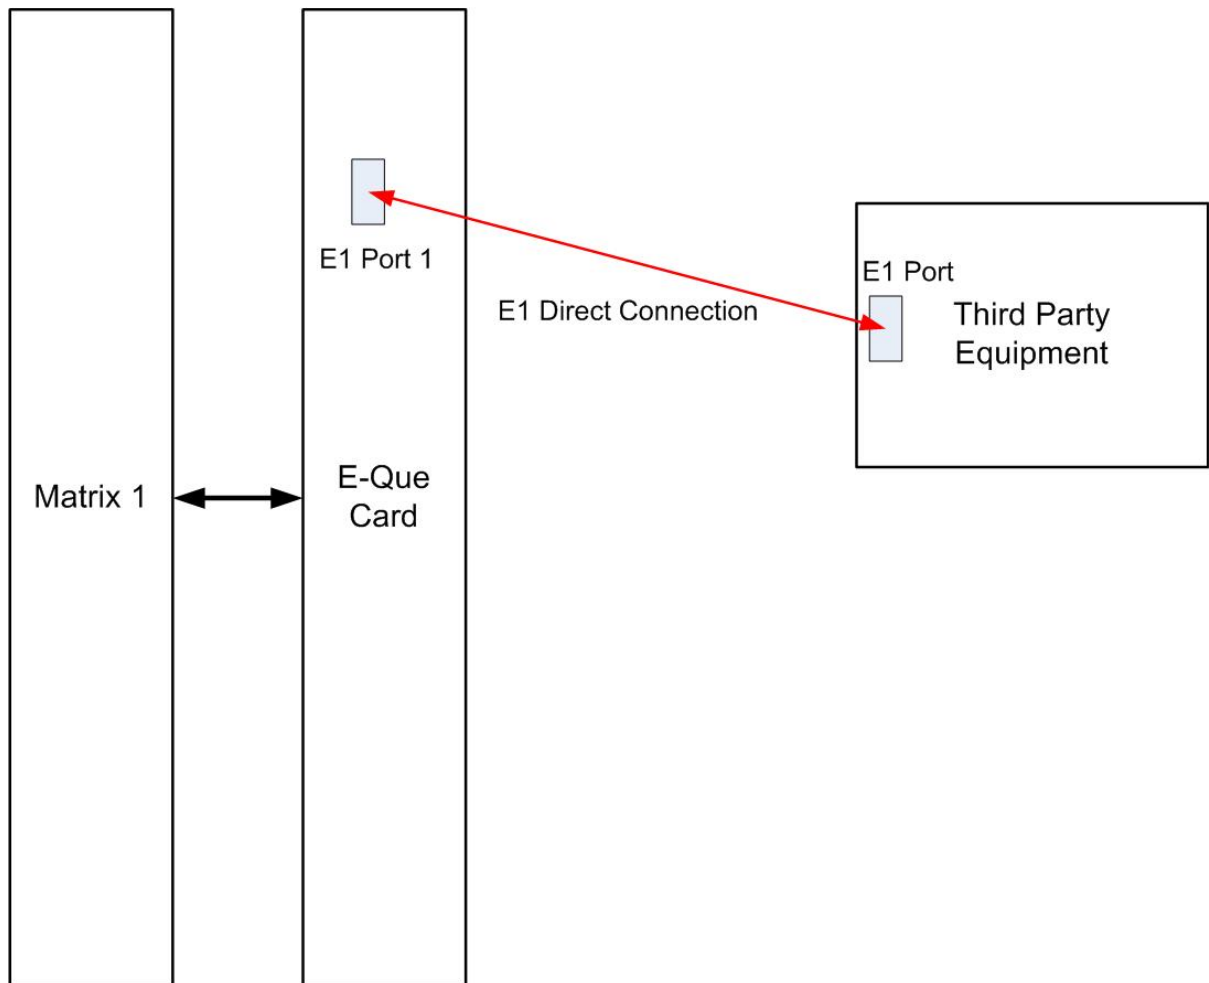 E1 Port 1
E1 Direct Connection
E1 Port
Third Party
Equipment
Matrix 1
E-Que
Card